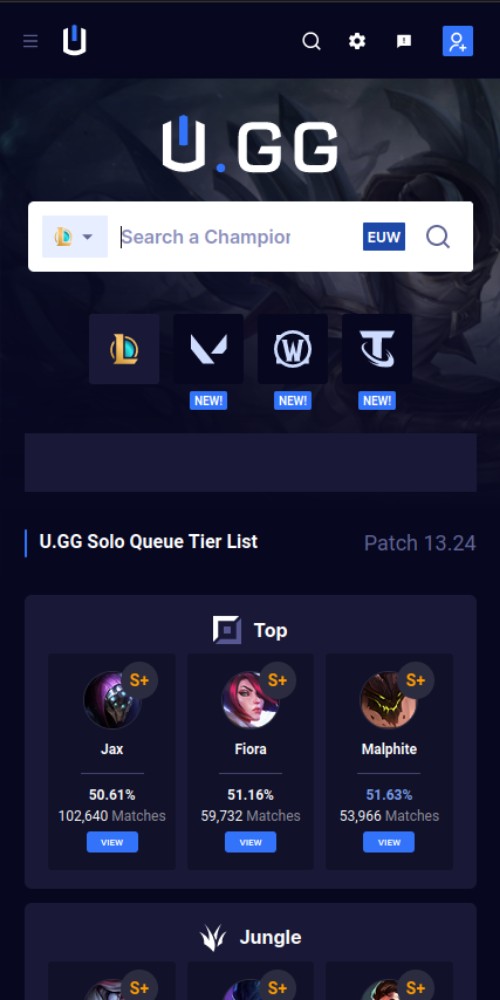 U.GG
Search a Champion
EUW
NEW!
NEW!
NEW!
U.GG Solo Queue Tier List
Patch 13.24
Top
S+
S+
S+
Jax
Fiora
Malphite
50.61%
51.16%
51.63%
102,640 Matches
59,732 Matches
53,966 Matches
VIEW
VIEW
VIEW
Jungle
S+
S+
S+